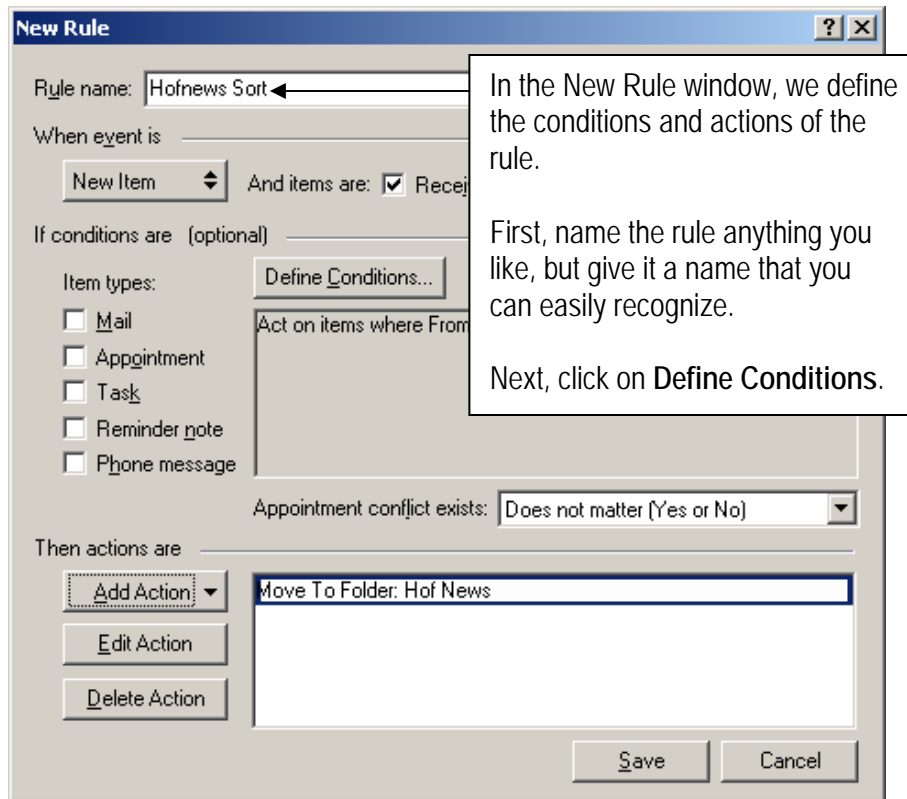 New Rule
Rule name: Hofnews Sort
In the New Rule window, we define
the conditions and actions of the
rule.
First, name the rule anything you
like, but give it a name that you
can easily recognize.
Next, click on Define Conditions.
When event is
New Item And items are:
If conditions are (optional)
Item types: Define Conditions...
Mail
Appointment
Task
Reminder note
Phone message
Act on items where From
Appointment conflict exists: Does not matter (Yes or No)
Then actions are
Add Action
Edit Action
Delete Action
Move To Folder: Hof News
Save Cancel